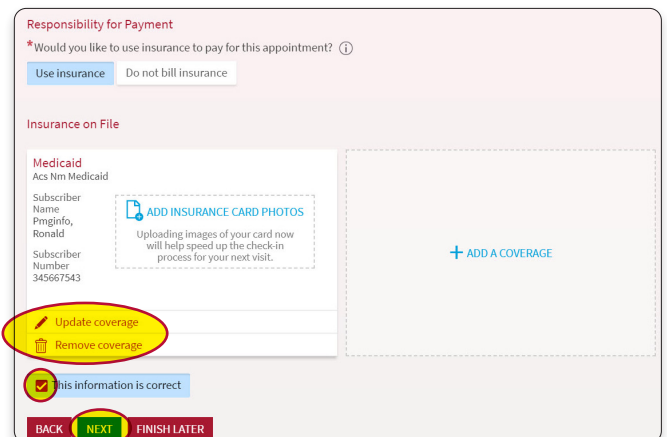 Responsibility for Payment
*Would you like to use insurance to pay for this appointment? i
Use insurance Do not bill insurance
Insurance on File
Medicaid
Acs Nm Medicaid
Subscriber
Name
Pmginfo,
Ronald
Subscriber
Number
345667543
ADD INSURANCE CARD PHOTOS
Uploading images of your card now
will help speed up the check-in
process for your next visit.
+ ADD A COVERAGE
Update coverage
Remove coverage
This information is correct
BACK NEXT FINISH LATER